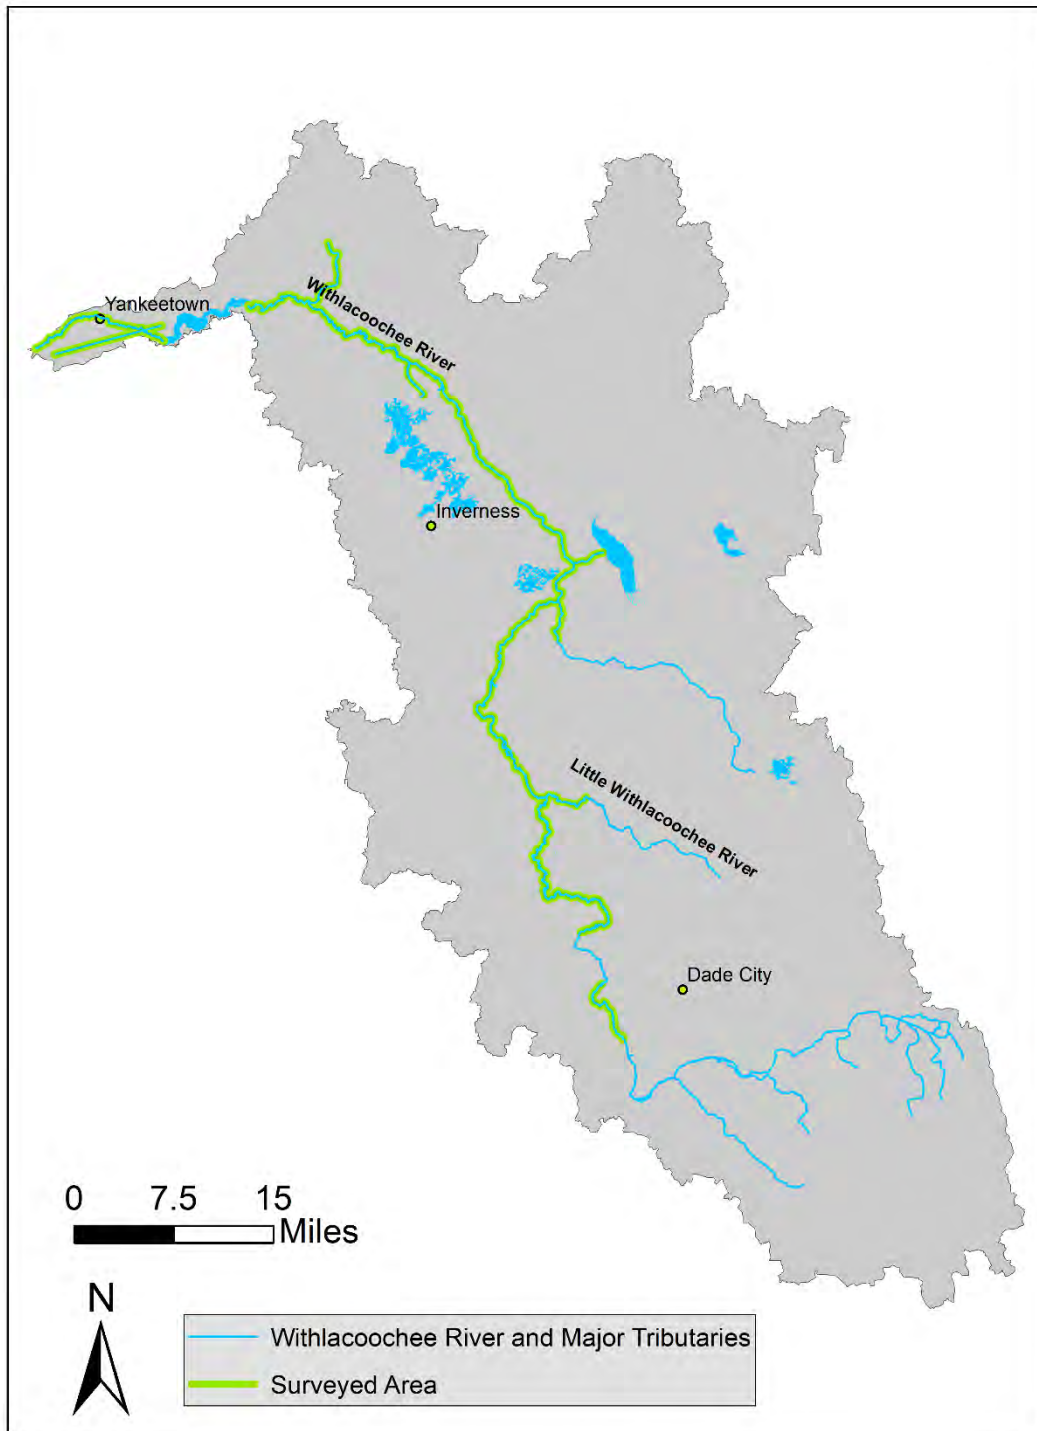 Yankeetown
Withlacoochee River
Inverness
Little Withlacoochee River
Dade City
0 7.5 15
Miles
N
Withlacoochee River and Major Tributaries
Surveyed Area